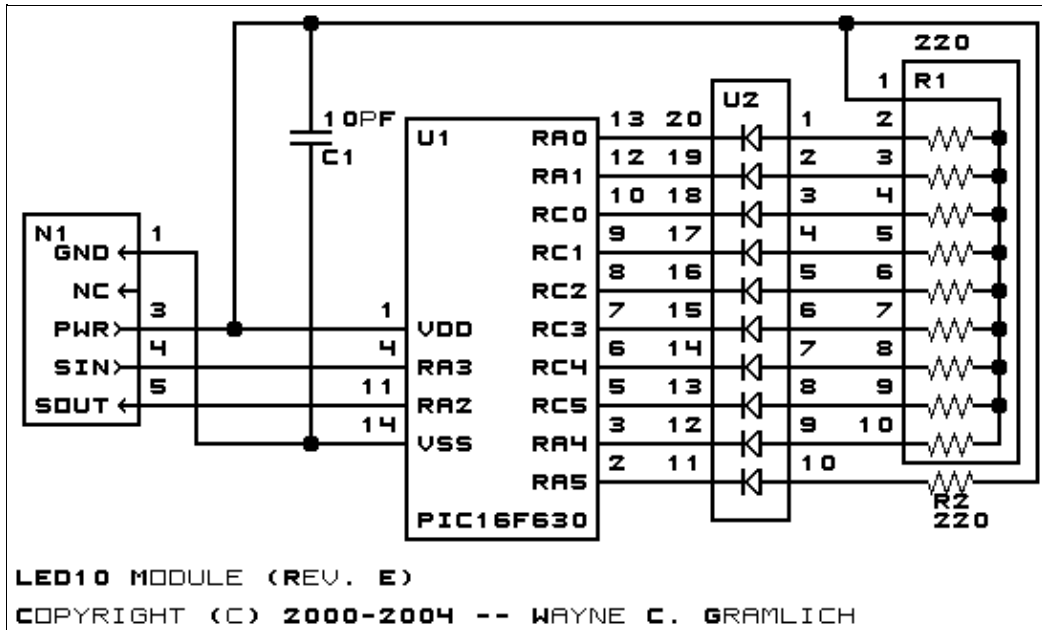 220
1 R1
U2
10PF
C1
U1
RA0 13 20 1 2
RA1 12 19 2 3
RC0 10 18 3 4
N1
GND 1
RC1 9 17 4 5
NC
RC2 8 16 5 6
PWR 3 1 VDD
RC3 7 15 6 7
SIN 4 4 RA3
RC4 6 14 7 8
SOUT 5 11 RA2
RC5 5 13 8 9
14 VSS
RA4 3 12 9 10
RA5 2 11 10
R2
220
PIC16F630
LED10 MODULE (REV. E)
COPYRIGHT (C) 2000-2004 -- WAYNE C. GRAMLICH